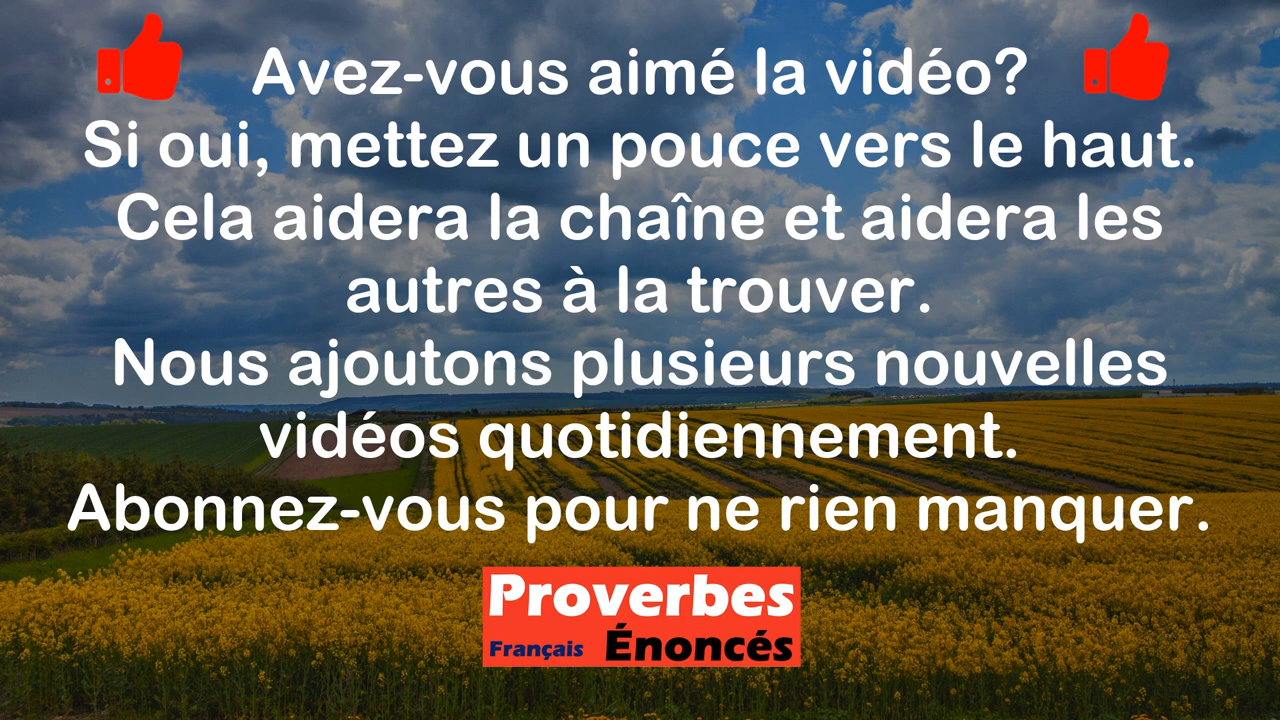 Avez-vous aimé la vidéo?
Si oui, mettez un pouce vers le haut.
Cela aidera la chaîne et aidera les
autres à la trouver.
Nous ajoutons plusieurs nouvelles
vidéos quotidiennement.
Abonnez-vous pour ne rien manquer.
Proverbes
Français Énoncés